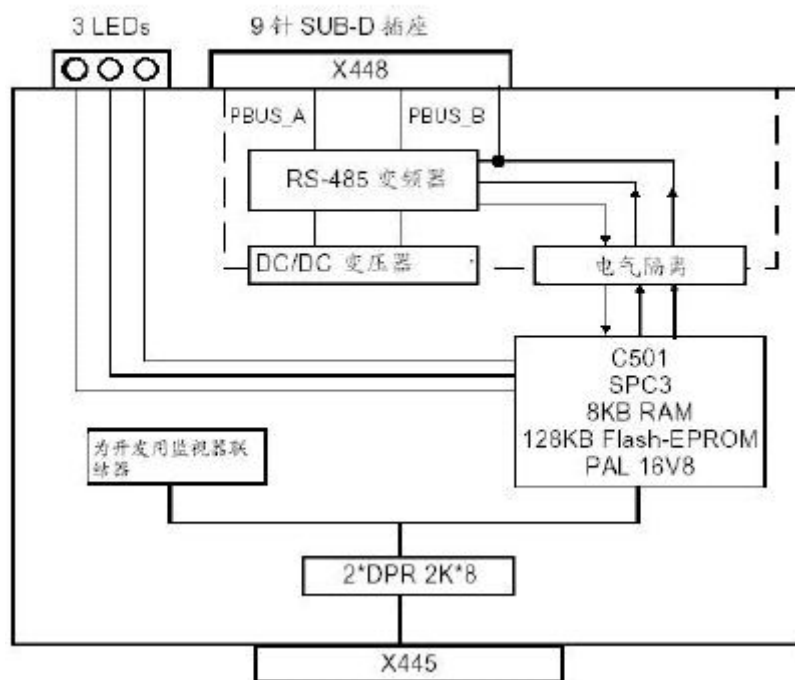 3 LEDs
9 针 SUB-D 插座
X448
PBUS_A
PBUS_B
RS-485 变频器
DC/DC 变压器
电气隔离
C501
SPC3
8KB RAM
128KB Flash-EPROM
PAL 16V8
为开发用监视器联
结器
2*DPR 2K*8
X445